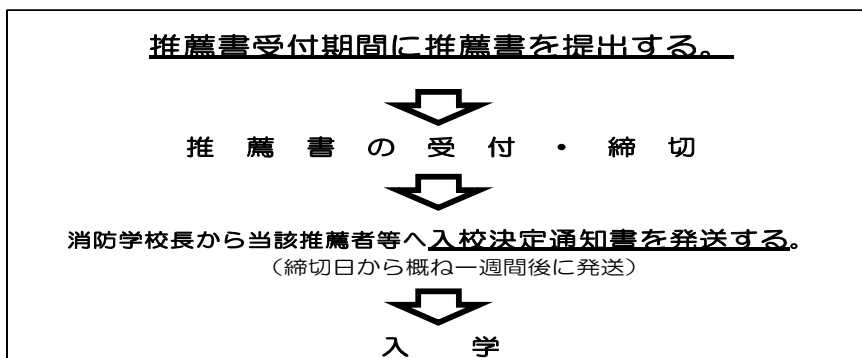 推薦書受付期間に推薦書を提出する。
推薦書の受付・締切
消防学校長から当該推薦者等へ入校決定通知書を発送する。
（締切日から概ね一週間後に発送）
入学